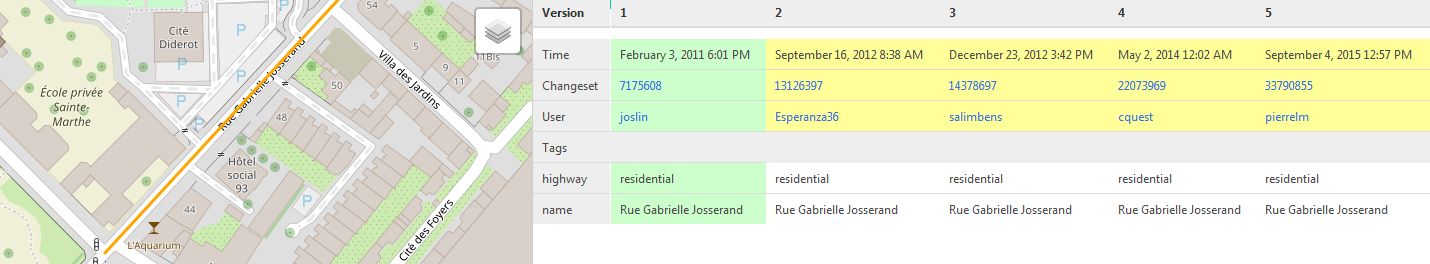 54
Cité
Diderot
P
P
P
École privée
Sainte-
Marthe
Rue Gabrielle Josserand
50
5
9
11
11Bis
Villa des Jardins
48
Hôtel
social
93
P
44
L'Aquarium
Cité des Foyers
Version 1 2 3 4 5
Time February 3, 2011 6:01 PM September 16, 2012 8:38 AM December 23, 2012 3:42 PM May 2, 2014 12:02 AM September 4, 2015 12:57 PM
Changeset 7175608 13126397 14378697 22073969 33790855
User joslin Esperanza36 salimbens cquest pierrelm
Tags
highway residential residential residential residential residential
name Rue Gabrielle Josserand Rue Gabrielle Josserand Rue Gabrielle Josserand Rue Gabrielle Josserand Rue Gabrielle Josserand